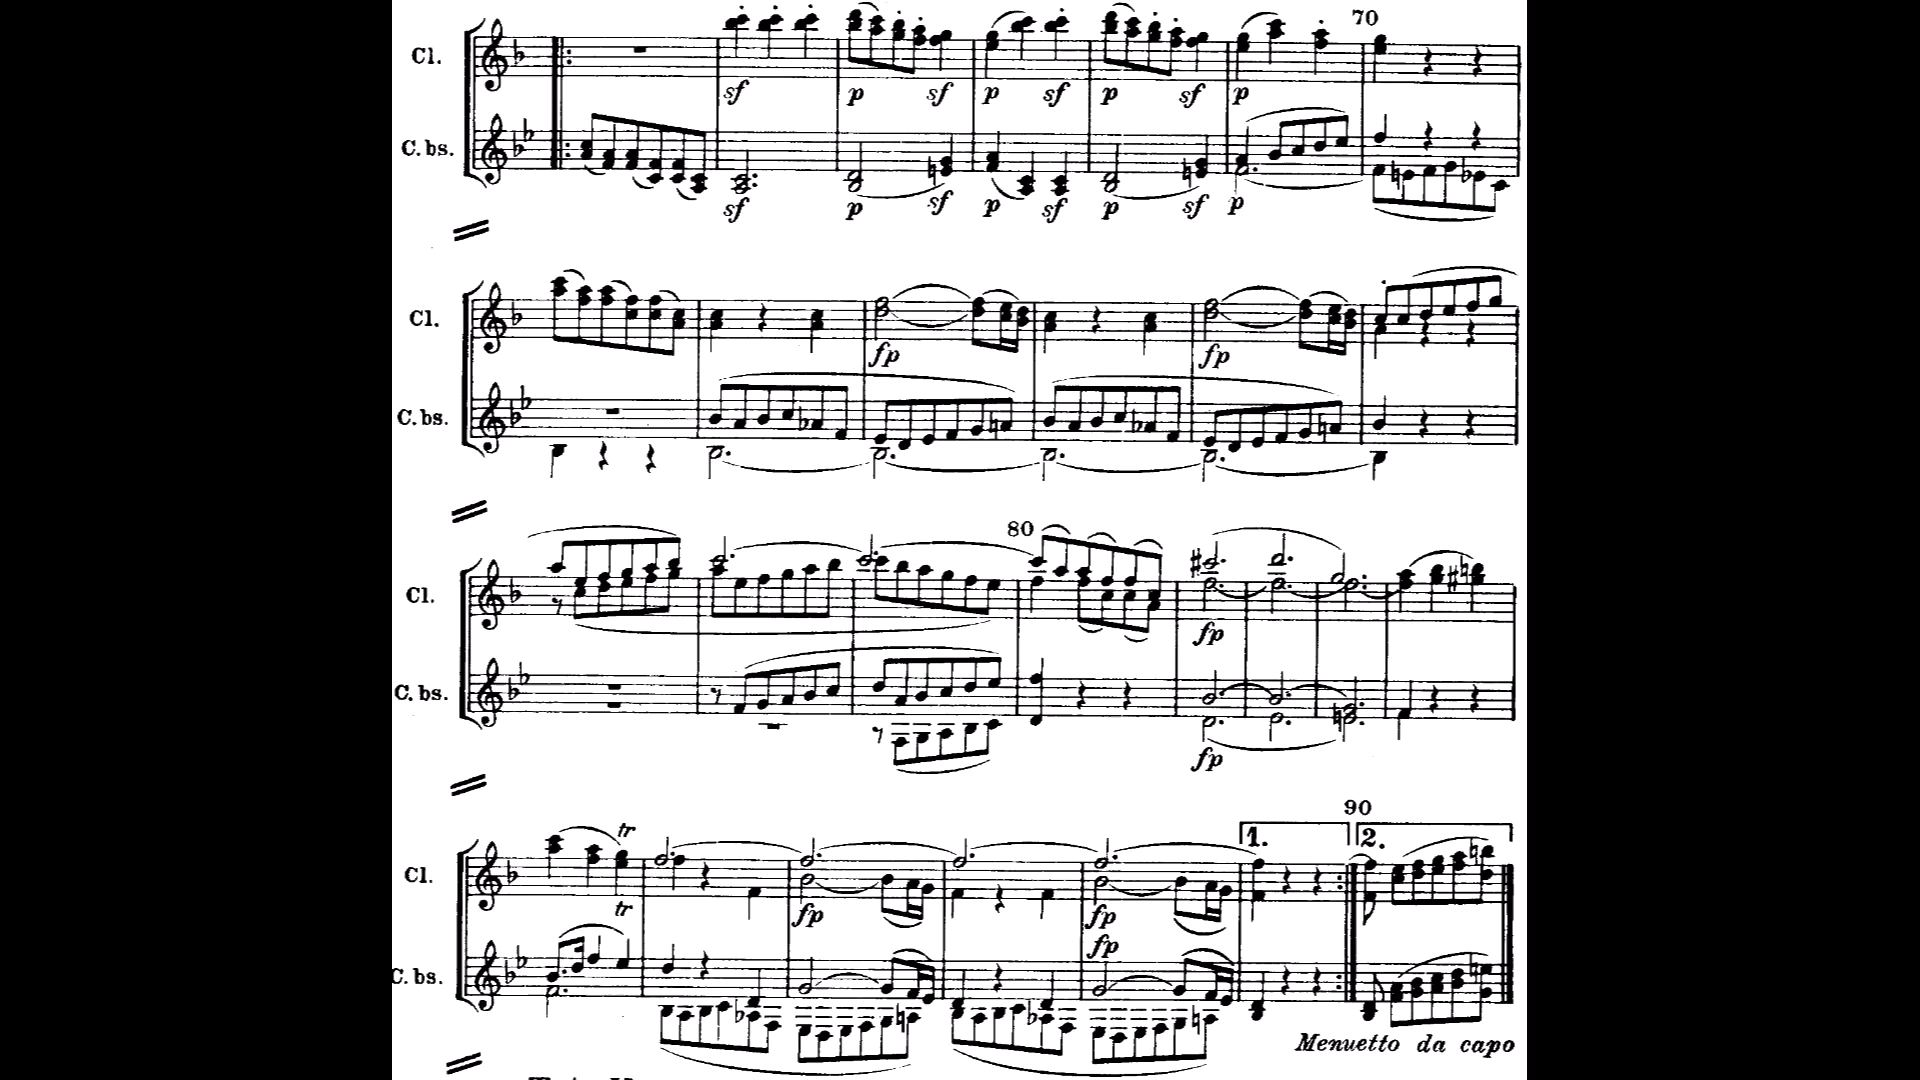 70
Cl.
sf p sf p sf p sf p
C. bs.
sf p sf p sf p sf p
Cl.
fp fp
C. bs.
80
Cl.
fp
C. bs.
fp
90
tr 1. 2.
Cl.
tr fp fp
fp
C. bs.
Menuetto da capo